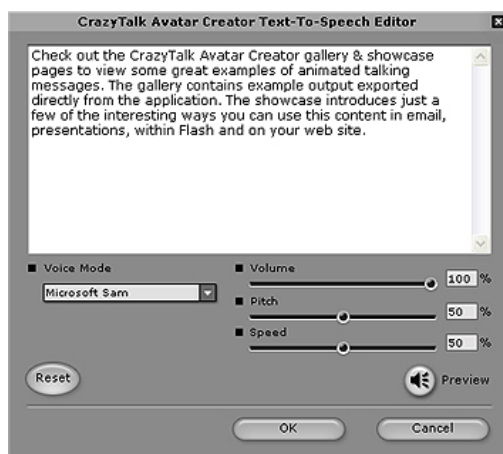 CrazyTalk Avatar Creator Text-To-Speech Editor
Check out the CrazyTalk Avatar Creator gallery & showcase
pages to view some great examples of animated talking
messages. The gallery contains example output exported
directly from the application. The showcase introduces just a
few of the interesting ways you can use this content in email,
presentations, within Flash and on your web site.
Voice Mode
Microsoft Sam
Volume
100 %
Pitch
50 %
Speed
50 %
Reset
Preview
OK
Cancel